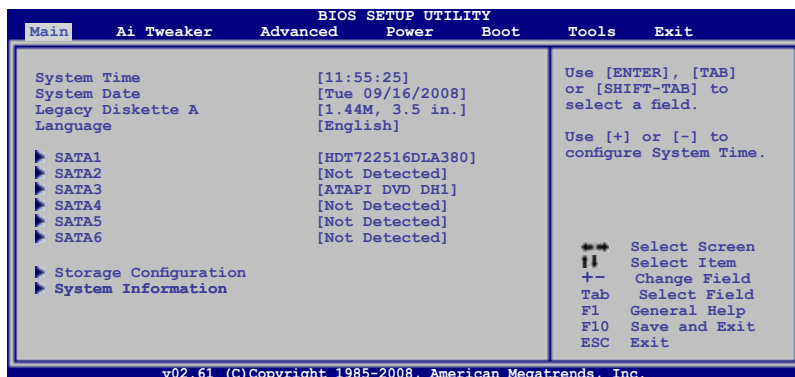 BIOS SETUP UTILITY
Main Ai Tweaker Advanced Power Boot Tools Exit
System Time [11:55:25]
System Date [Tue 09/16/2008]
Legacy Diskette A [1.44M, 3.5 in.]
Language [English]
SATA1 [HDT722516DLA380]
SATA2 [Not Detected]
SATA3 [ATAPI DVD DH1]
SATA4 [Not Detected]
SATA5 [Not Detected]
SATA6 [Not Detected]
Storage Configuration
System Information
Use [ENTER], [TAB]
or [SHIFT-TAB] to
select a field.
Use [+] or [-] to
configure System Time.
Select Screen
Select Item
+- Change Field
Tab Select Field
F1 General Help
F10 Save and Exit
ESC Exit
v02.61 (C)Copyright 1985-2008, American Megatrends, Inc.